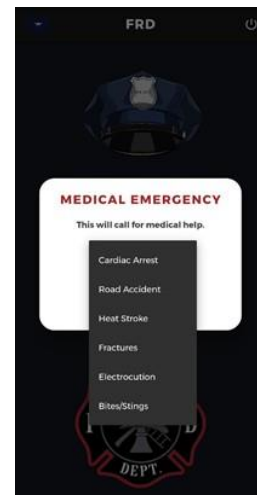 FRD
MEDICAL EMERGENCY
This will call for medical help.
Cardiac Arrest
Road Accident
Heat Stroke
Fractures
Electrocution
Bites/Stings
F D
DEPT.